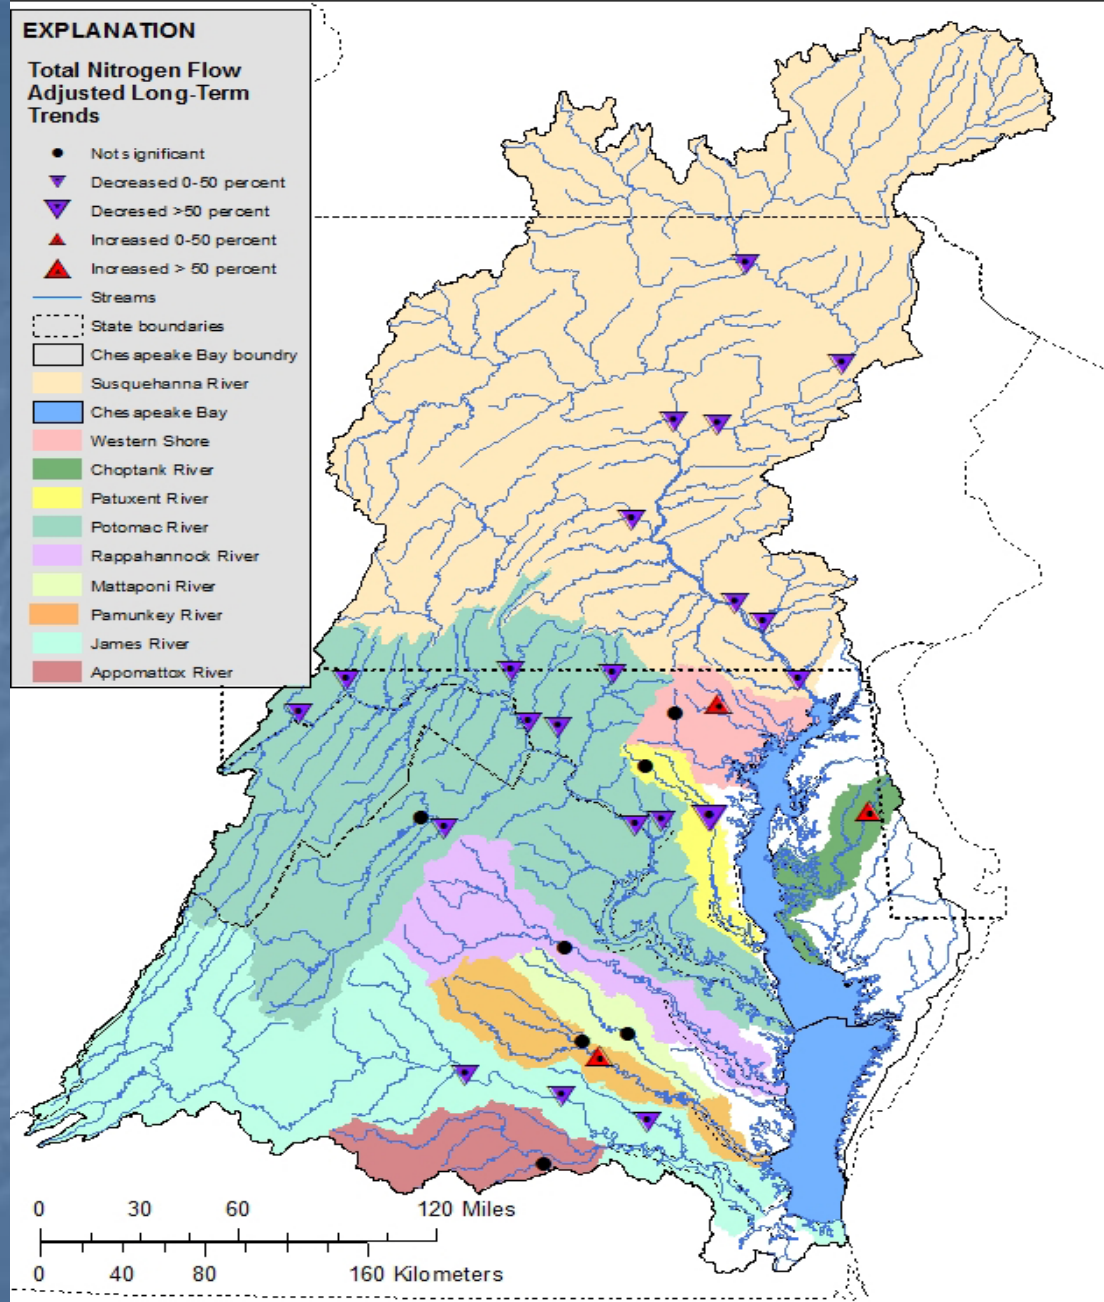 EXPLANATION
Total Nitrogen Flow
Adjusted Long-Term
Trends
Not significant
Decreased 0-50 percent
Decresed >50 percent
Increased 0-50 percent
Increased > 50 percent
Streams
State boundaries
Chesapeake Bay boundry
Susquehanna River
Chesapeake Bay
Western Shore
Choptank River
Patuxent River
Potomac River
Rappahannock River
Mattaponi River
Pamunkey River
James River
Appomattox River
0 30 60 120 Miles
0 40 80 160 Kilometers